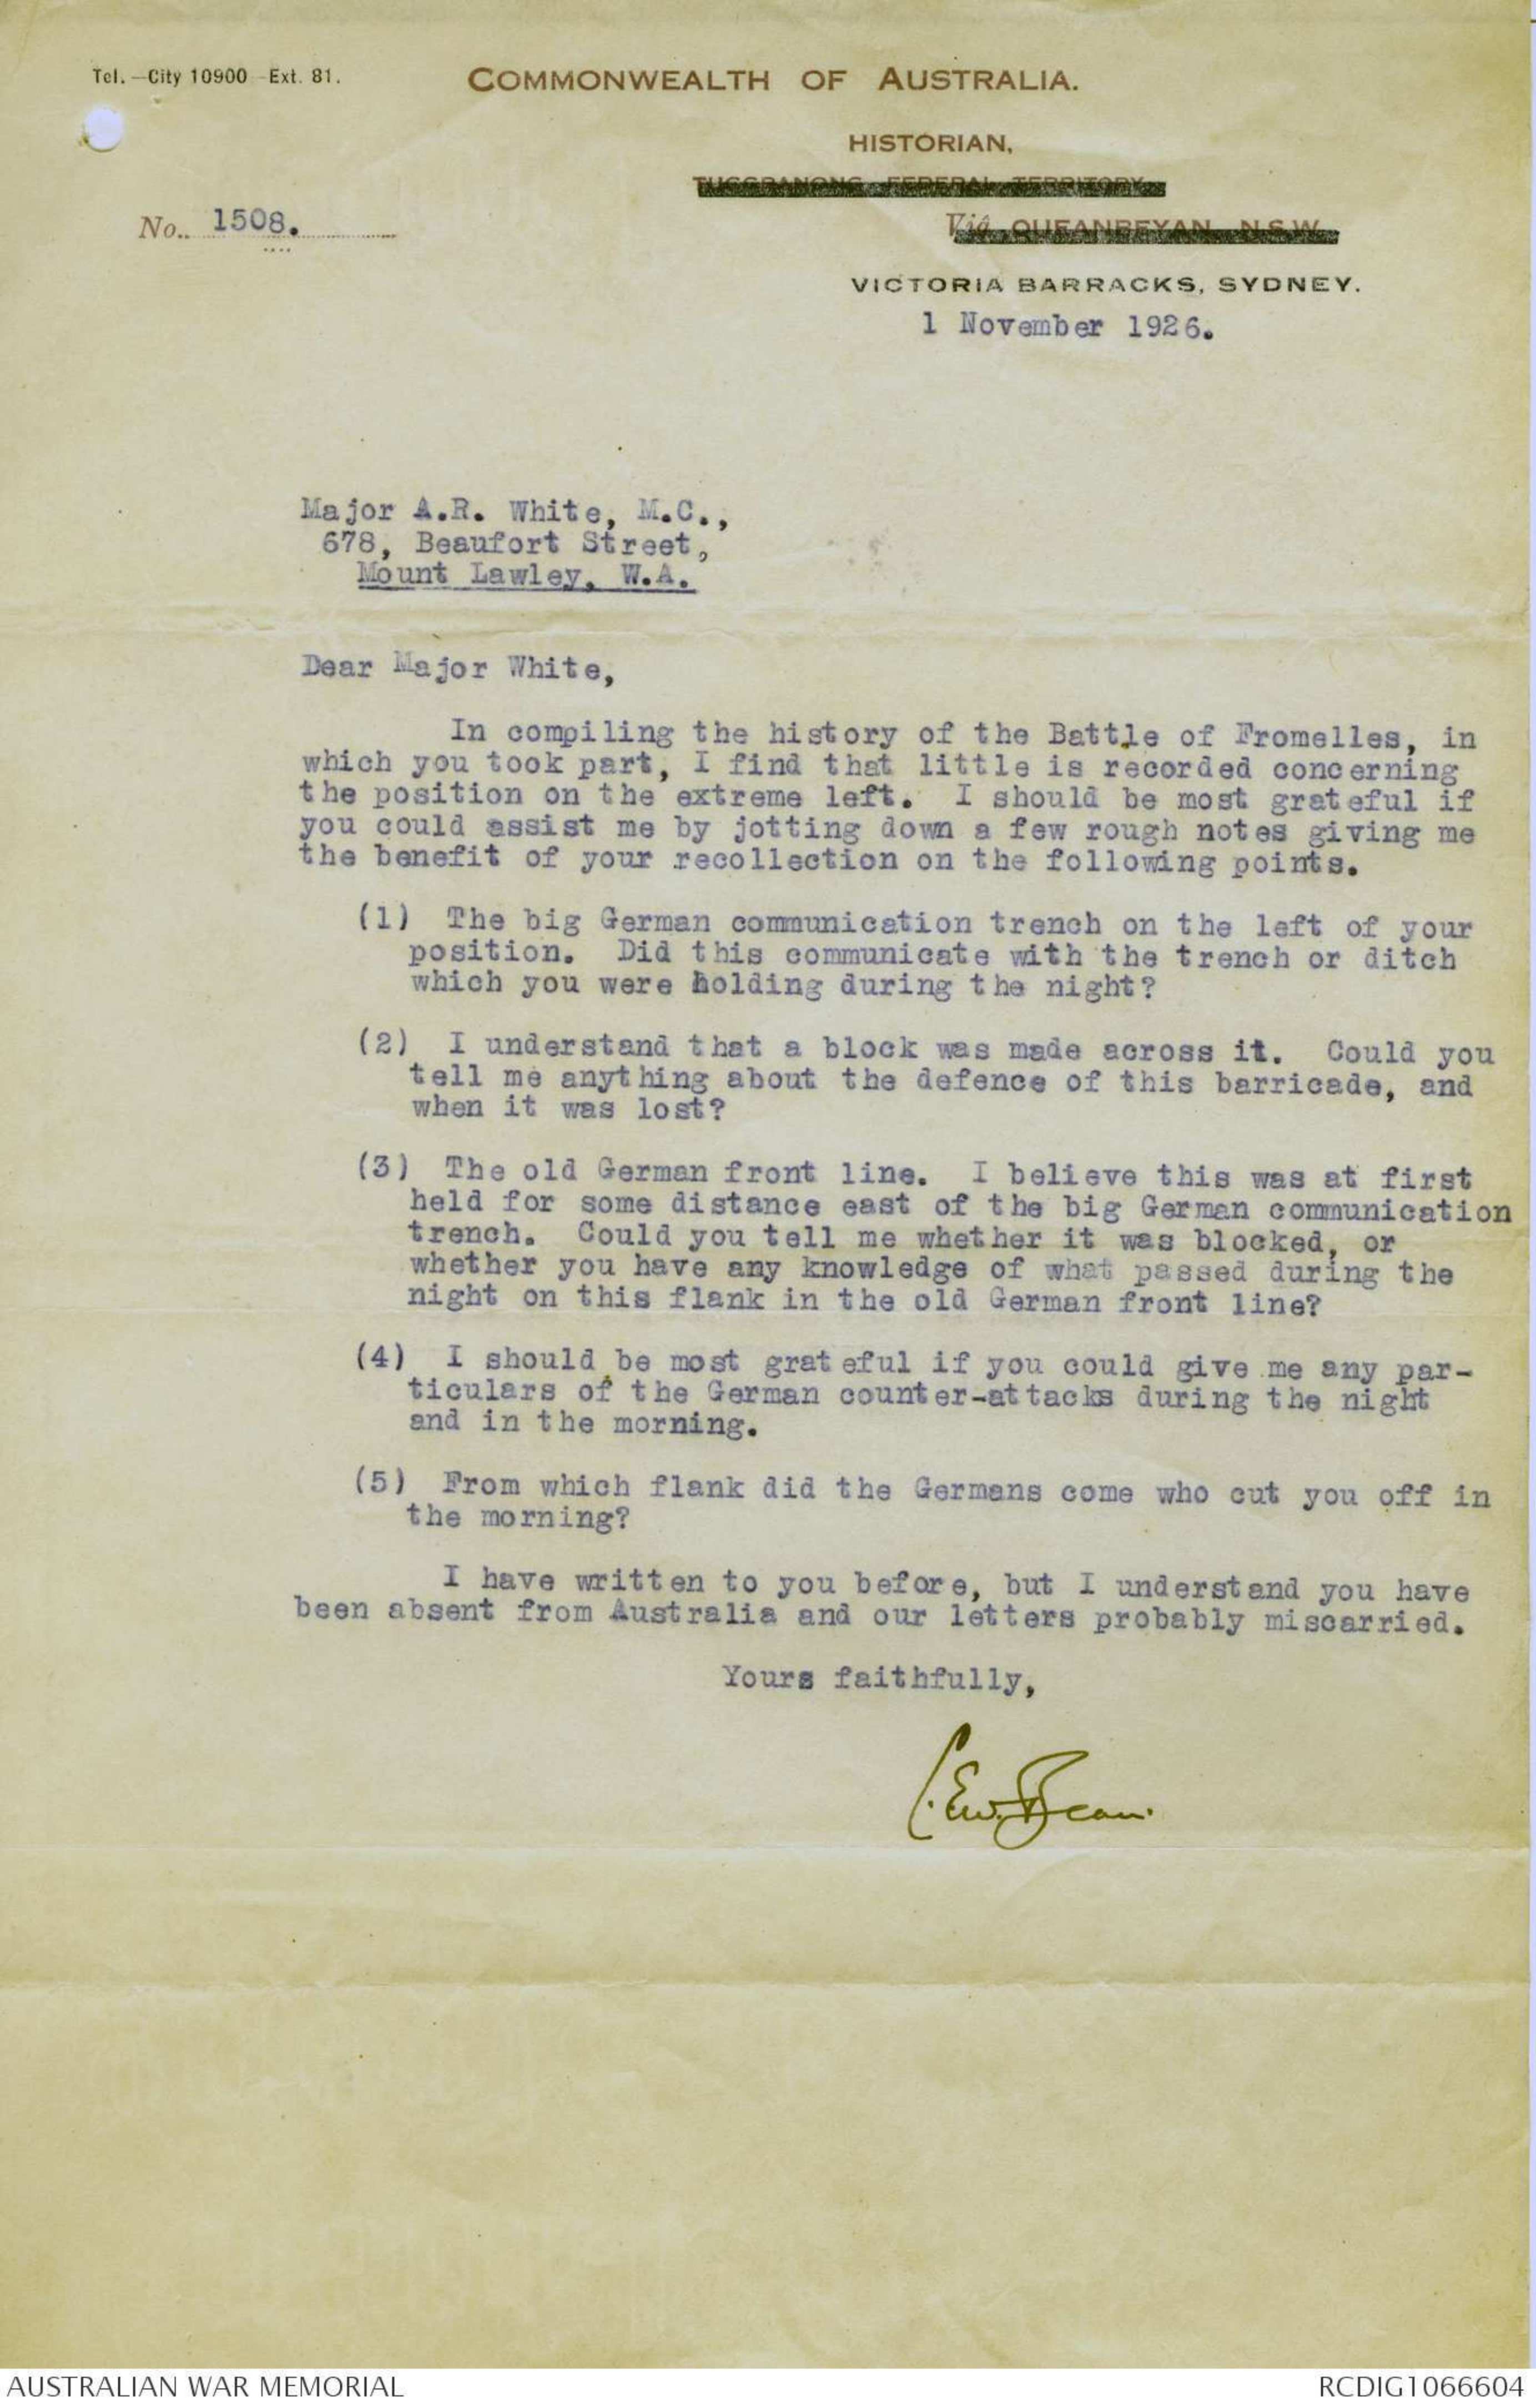 Tel.—City 10900 Ext. 81.
COMMONWEALTH OF AUSTRALIA.
HISTORIAN,
TUGGRANONG, FEDERAL TERRITORY,
Via QUEANBEYAN, N.S.W.
No. 1508.
VICTORIA BARRACKS, SYDNEY.
1 November 1926.
Major A.R. White, M.C.,
678, Beaufort Street,
Mount Lawley, W.A.
Dear Major White,
In compiling the history of the Battle of Fromelles, in
which you took part, I find that little is recorded concerning
the position on the extreme left. I should be most grateful if
you could assist me by jotting down a few rough notes giving me
the benefit of your recollection on the following points.
(1) The big German communication trench on the left of your
position. Did this communicate with the trench or ditch
which you were holding during the night?
(2) I understand that a block was made across it. Could you
tell me anything about the defence of this barricade, and
when it was lost?
(3) The old German front line. I believe this was at first
held for some distance east of the big German communication
trench. Could you tell me whether it was blocked, or
whether you have any knowledge of what passed during the
night on this flank in the old German front line?
(4) I should be most grateful if you could give me any par-
ticulars of the German counter-attacks during the night
and in the morning.
(5) From which flank did the Germans come who cut you off in
the morning?
I have written to you before, but I understand you have
been absent from Australia and our letters probably miscarried.
Yours faithfully,
C.E.W. Bean.
AUSTRALIAN WAR MEMORIAL
RCDIG1066604